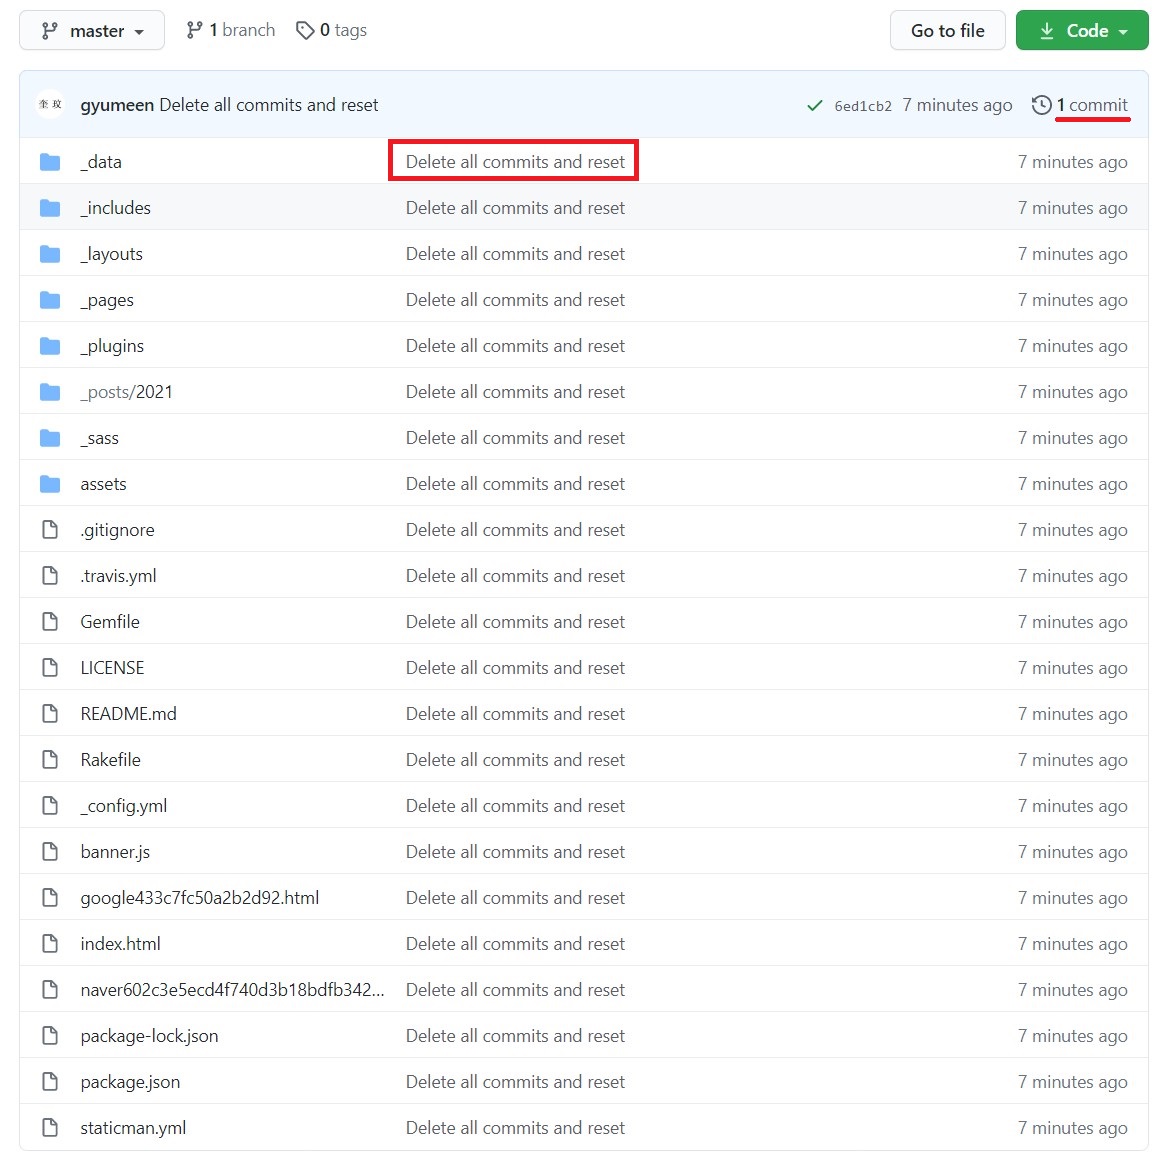 master 1 branch 0 tags Go to file Code
奎玟 gyumeen Delete all commits and reset 6ed1cb2 7 minutes ago 1 commit
_data Delete all commits and reset 7 minutes ago
_includes Delete all commits and reset 7 minutes ago
_layouts Delete all commits and reset 7 minutes ago
_pages Delete all commits and reset 7 minutes ago
_plugins Delete all commits and reset 7 minutes ago
_posts/2021 Delete all commits and reset 7 minutes ago
_sass Delete all commits and reset 7 minutes ago
assets Delete all commits and reset 7 minutes ago
.gitignore Delete all commits and reset 7 minutes ago
.travis.yml Delete all commits and reset 7 minutes ago
Gemfile Delete all commits and reset 7 minutes ago
LICENSE Delete all commits and reset 7 minutes ago
README.md Delete all commits and reset 7 minutes ago
Rakefile Delete all commits and reset 7 minutes ago
_config.yml Delete all commits and reset 7 minutes ago
banner.js Delete all commits and reset 7 minutes ago
google433c7fc50a2b2d92.html Delete all commits and reset 7 minutes ago
index.html Delete all commits and reset 7 minutes ago
naver602c3e5ecd4f740d3b18bdfb342... Delete all commits and reset 7 minutes ago
package-lock.json Delete all commits and reset 7 minutes ago
package.json Delete all commits and reset 7 minutes ago
staticman.yml Delete all commits and reset 7 minutes ago